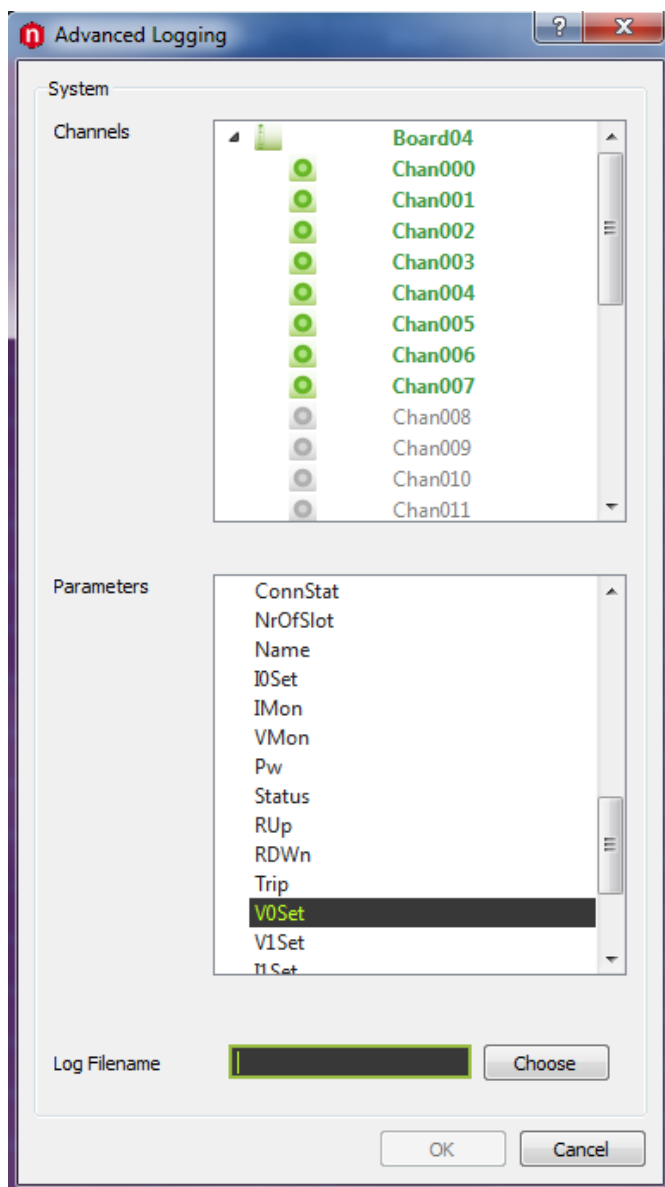 Advanced Logging
System
Channels
Board04
Chan000
Chan001
Chan002
Chan003
Chan004
Chan005
Chan006
Chan007
Chan008
Chan009
Chan010
Chan011
Parameters
ConnStat
NrOfSlot
Name
I0Set
IMon
VMon
Pw
Status
RUp
RDWn
Trip
V0Set
V1Set
I1Set
Log Filename
Choose
OK
Cancel